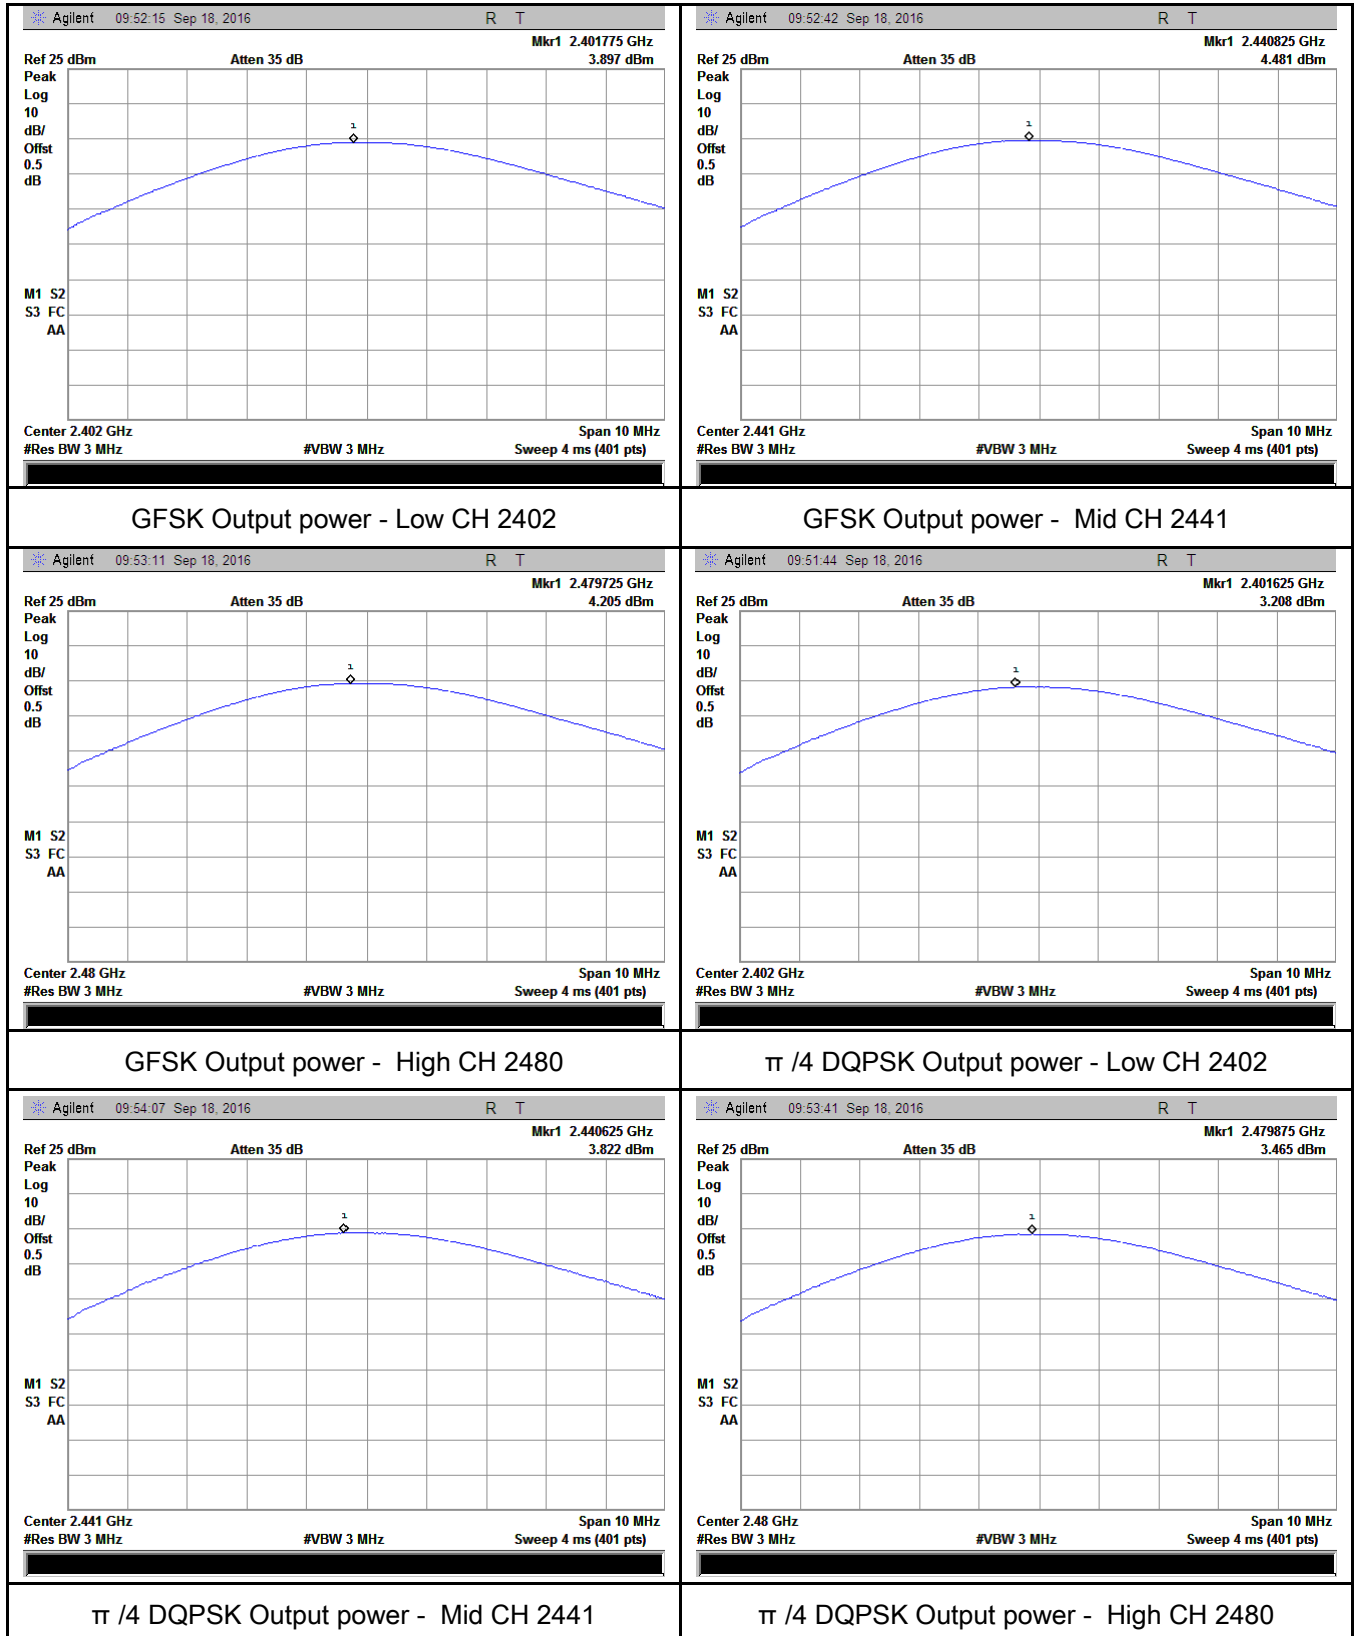 Agilent 09:52:15 Sep 18, 2016 R T
Mkr1 2.401775 GHz
Ref 25 dBm Atten 35 dB 3.897 dBm
Peak
Log
10
dB/
Offst
0.5
dB
1
M1 S2
S3 FC
AA
Center 2.402 GHz Span 10 MHz
#Res BW 3 MHz #VBW 3 MHz Sweep 4 ms (401 pts)
GFSK Output power - Low CH 2402
Agilent 09:52:42 Sep 18, 2016 R T
Mkr1 2.440825 GHz
Ref 25 dBm Atten 35 dB 4.481 dBm
Peak
Log
10
dB/
Offst
0.5
dB
1
M1 S2
S3 FC
AA
Center 2.441 GHz Span 10 MHz
#Res BW 3 MHz #VBW 3 MHz Sweep 4 ms (401 pts)
GFSK Output power - Mid CH 2441
Agilent 09:53:11 Sep 18, 2016 R T
Mkr1 2.479725 GHz
Ref 25 dBm Atten 35 dB 4.205 dBm
Peak
Log
10
dB/
Offst
0.5
dB
1
M1 S2
S3 FC
AA
Center 2.48 GHz Span 10 MHz
#Res BW 3 MHz #VBW 3 MHz Sweep 4 ms (401 pts)
GFSK Output power - High CH 2480
Agilent 09:51:44 Sep 18, 2016 R T
Mkr1 2.401625 GHz
Ref 25 dBm Atten 35 dB 3.208 dBm
Peak
Log
10
dB/
Offst
0.5
dB
1
M1 S2
S3 FC
AA
Center 2.402 GHz Span 10 MHz
#Res BW 3 MHz #VBW 3 MHz Sweep 4 ms (401 pts)
π /4 DQPSK Output power - Low CH 2402
Agilent 09:54:07 Sep 18, 2016 R T
Mkr1 2.440625 GHz
Ref 25 dBm Atten 35 dB 3.822 dBm
Peak
Log
10
dB/
Offst
0.5
dB
1
M1 S2
S3 FC
AA
Center 2.441 GHz Span 10 MHz
#Res BW 3 MHz #VBW 3 MHz Sweep 4 ms (401 pts)
π /4 DQPSK Output power - Mid CH 2441
Agilent 09:53:41 Sep 18, 2016 R T
Mkr1 2.479875 GHz
Ref 25 dBm Atten 35 dB 3.465 dBm
Peak
Log
10
dB/
Offst
0.5
dB
1
M1 S2
S3 FC
AA
Center 2.48 GHz Span 10 MHz
#Res BW 3 MHz #VBW 3 MHz Sweep 4 ms (401 pts)
π /4 DQPSK Output power - High CH 2480